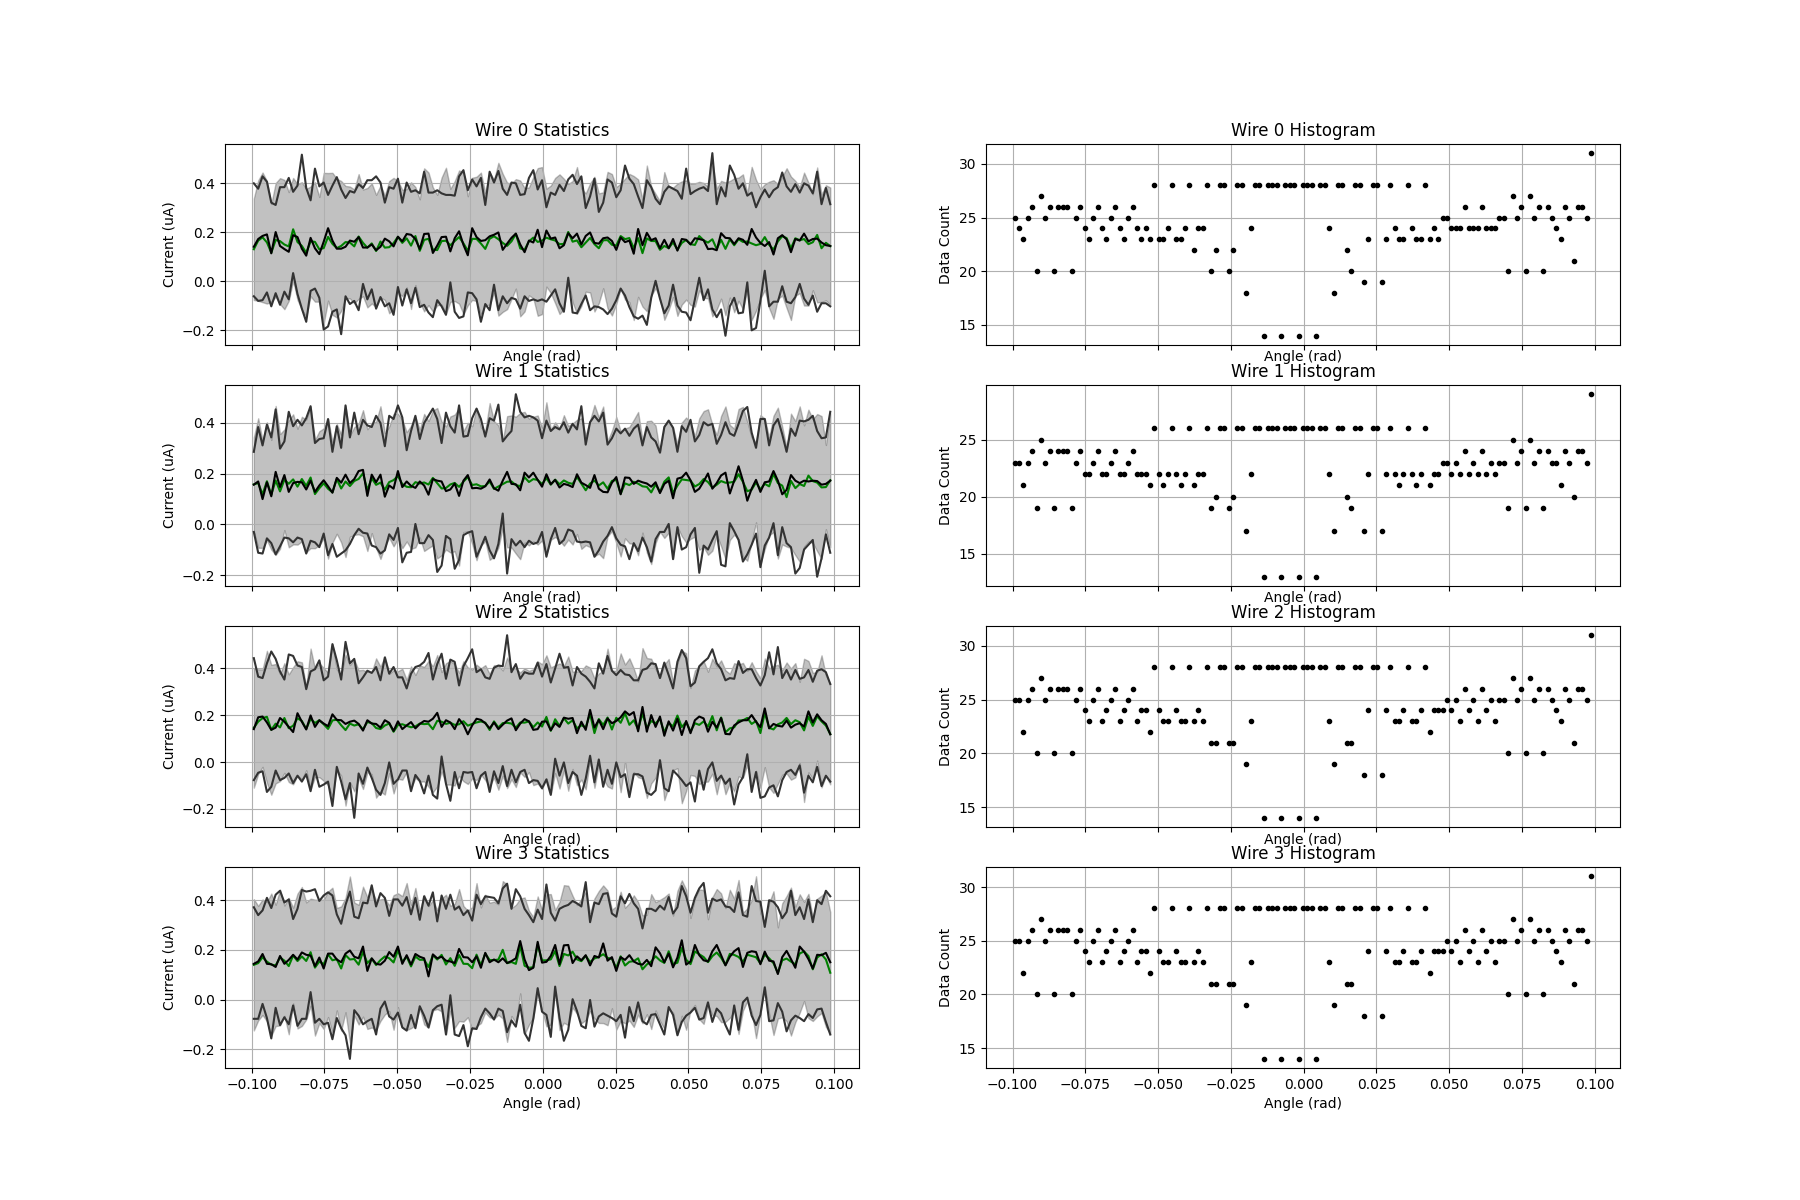 Wire 0 Statistics
Current (uA)
0.4
0.2
0.0
−0.2
Angle (rad)
Wire 0 Histogram
Data Count
30
25
20
15
Angle (rad)
Wire 1 Statistics
Current (uA)
0.4
0.2
0.0
−0.2
Angle (rad)
Wire 1 Histogram
Data Count
25
20
15
Angle (rad)
Wire 2 Statistics
Current (uA)
0.4
0.2
0.0
−0.2
Angle (rad)
Wire 2 Histogram
Data Count
30
25
20
15
Angle (rad)
Wire 3 Statistics
Current (uA)
0.4
0.2
0.0
−0.2
−0.100 −0.075 −0.050 −0.025 0.000 0.025 0.050 0.075 0.100
Angle (rad)
Wire 3 Histogram
Data Count
30
25
20
15
−0.100 −0.075 −0.050 −0.025 0.000 0.025 0.050 0.075 0.100
Angle (rad)